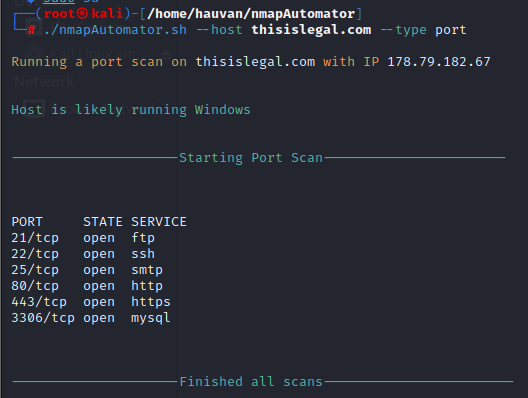 ┌──(root㉿kali)-[/home/hauvan/nmapAutomator]
└─# ./nmapAutomator.sh --host thisislegal.com --type port
Running a port scan on thisislegal.com with IP 178.79.182.67
Network
Host is likely running Windows
---------------------Starting Port Scan-----------------------
PORT     STATE SERVICE
21/tcp   open  ftp
22/tcp   open  ssh
25/tcp   open  smtp
80/tcp   open  http
443/tcp  open  https
3306/tcp open  mysql
---------------------Finished all scans------------------------